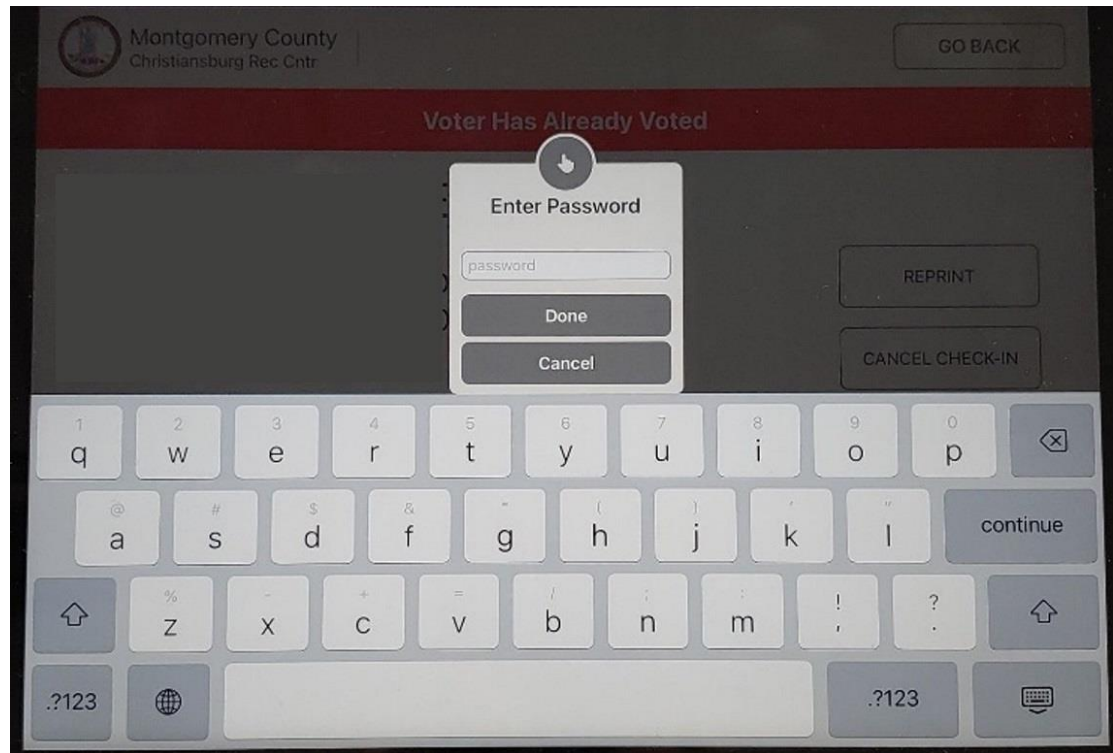 Montgomery County
Christiansburg Rec Cntr
GO BACK
Voter Has Already Voted
Enter Password
password
Done
Cancel
REPRINT
CANCEL CHECK-IN
1 2 3 4 5 6 7 8 9 0
q w e r t y u i o p
@ # $ & * ( ) ' "
a s d f g h j k l continue
% - + = / ; : ! ?
z x c v b n m , .
.?123 .?123